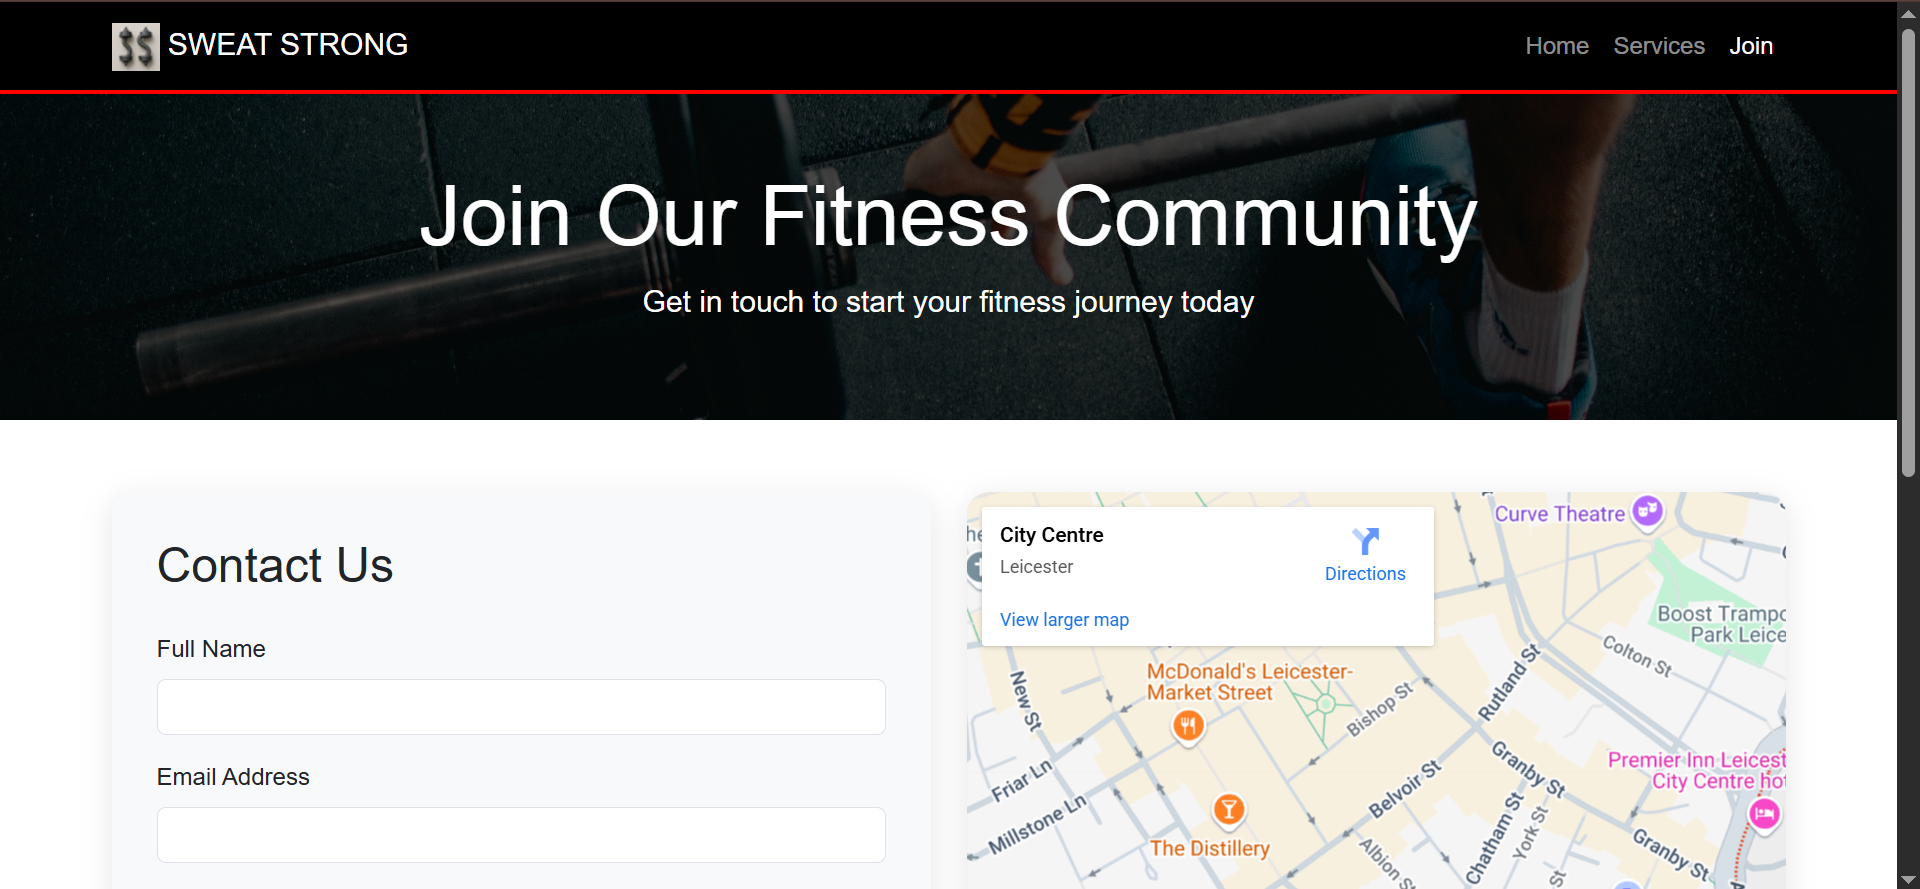 SWEAT STRONG
Home Services Join
Join Our Fitness Community
Get in touch to start your fitness journey today
Contact Us
Full Name
Email Address
City Centre
Leicester
Directions
View larger map
Curve Theatre
Boost Trampo
Park Leice
Colton St
McDonald's Leicester-
Market Street
New St
Bishop St
Rutland St
Friar Ln
Millstone Ln
Belvoir St
Granby St
Premier Inn Leicest
City Centre hot
The Distillery
Albion St
Chatham St
York St
Granby St
St